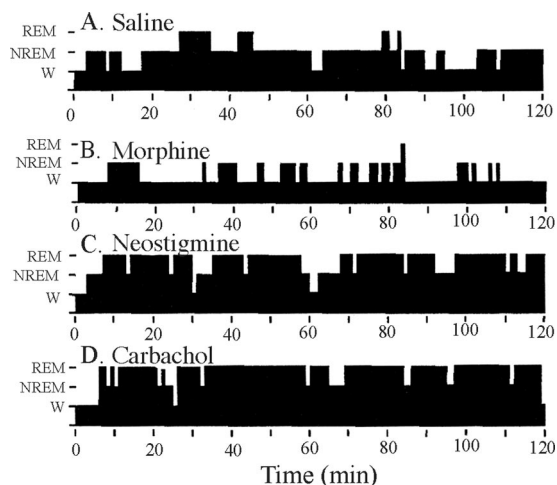 A. Saline
REM
NREM
W
0 20 40 60 80 100 120
B. Morphine
REM
NREM
W
0 20 40 60 80 100 120
C. Neostigmine
REM
NREM
W
0 20 40 60 80 100 120
D. Carbachol
REM
NREM
W
0 20 40 60 80 100 120
Time (min)